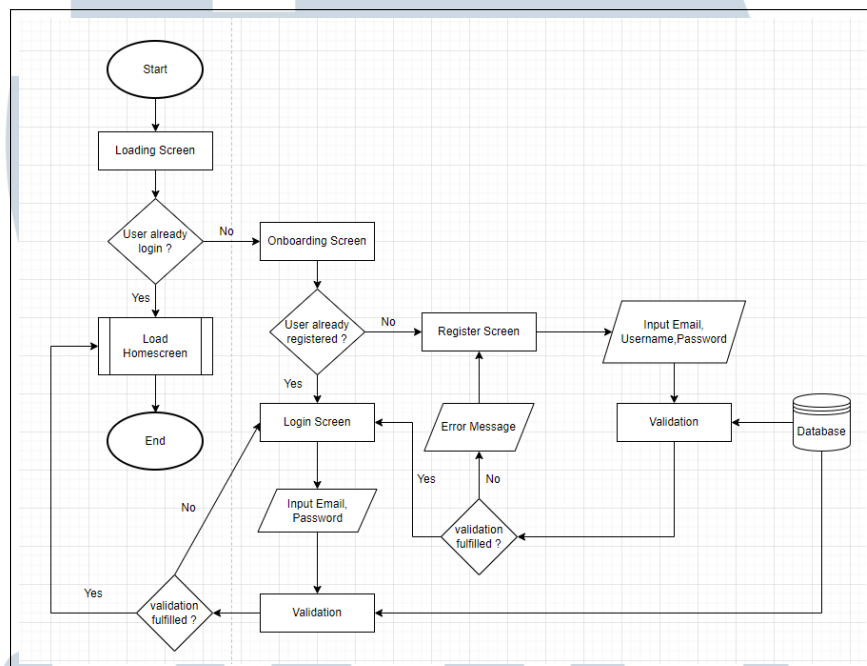 Start
Loading Screen
User already
login ?
No
Onboarding Screen
Yes
Load
Homescreen
End
User already
registered ?
No
Register Screen
Input Email,
Username,Password
Yes
Login Screen
Error Message
Validation
Database
Yes
No
validation
fulfilled ?
Input Email,
Password
No
Yes
validation
fulfilled ?
Validation